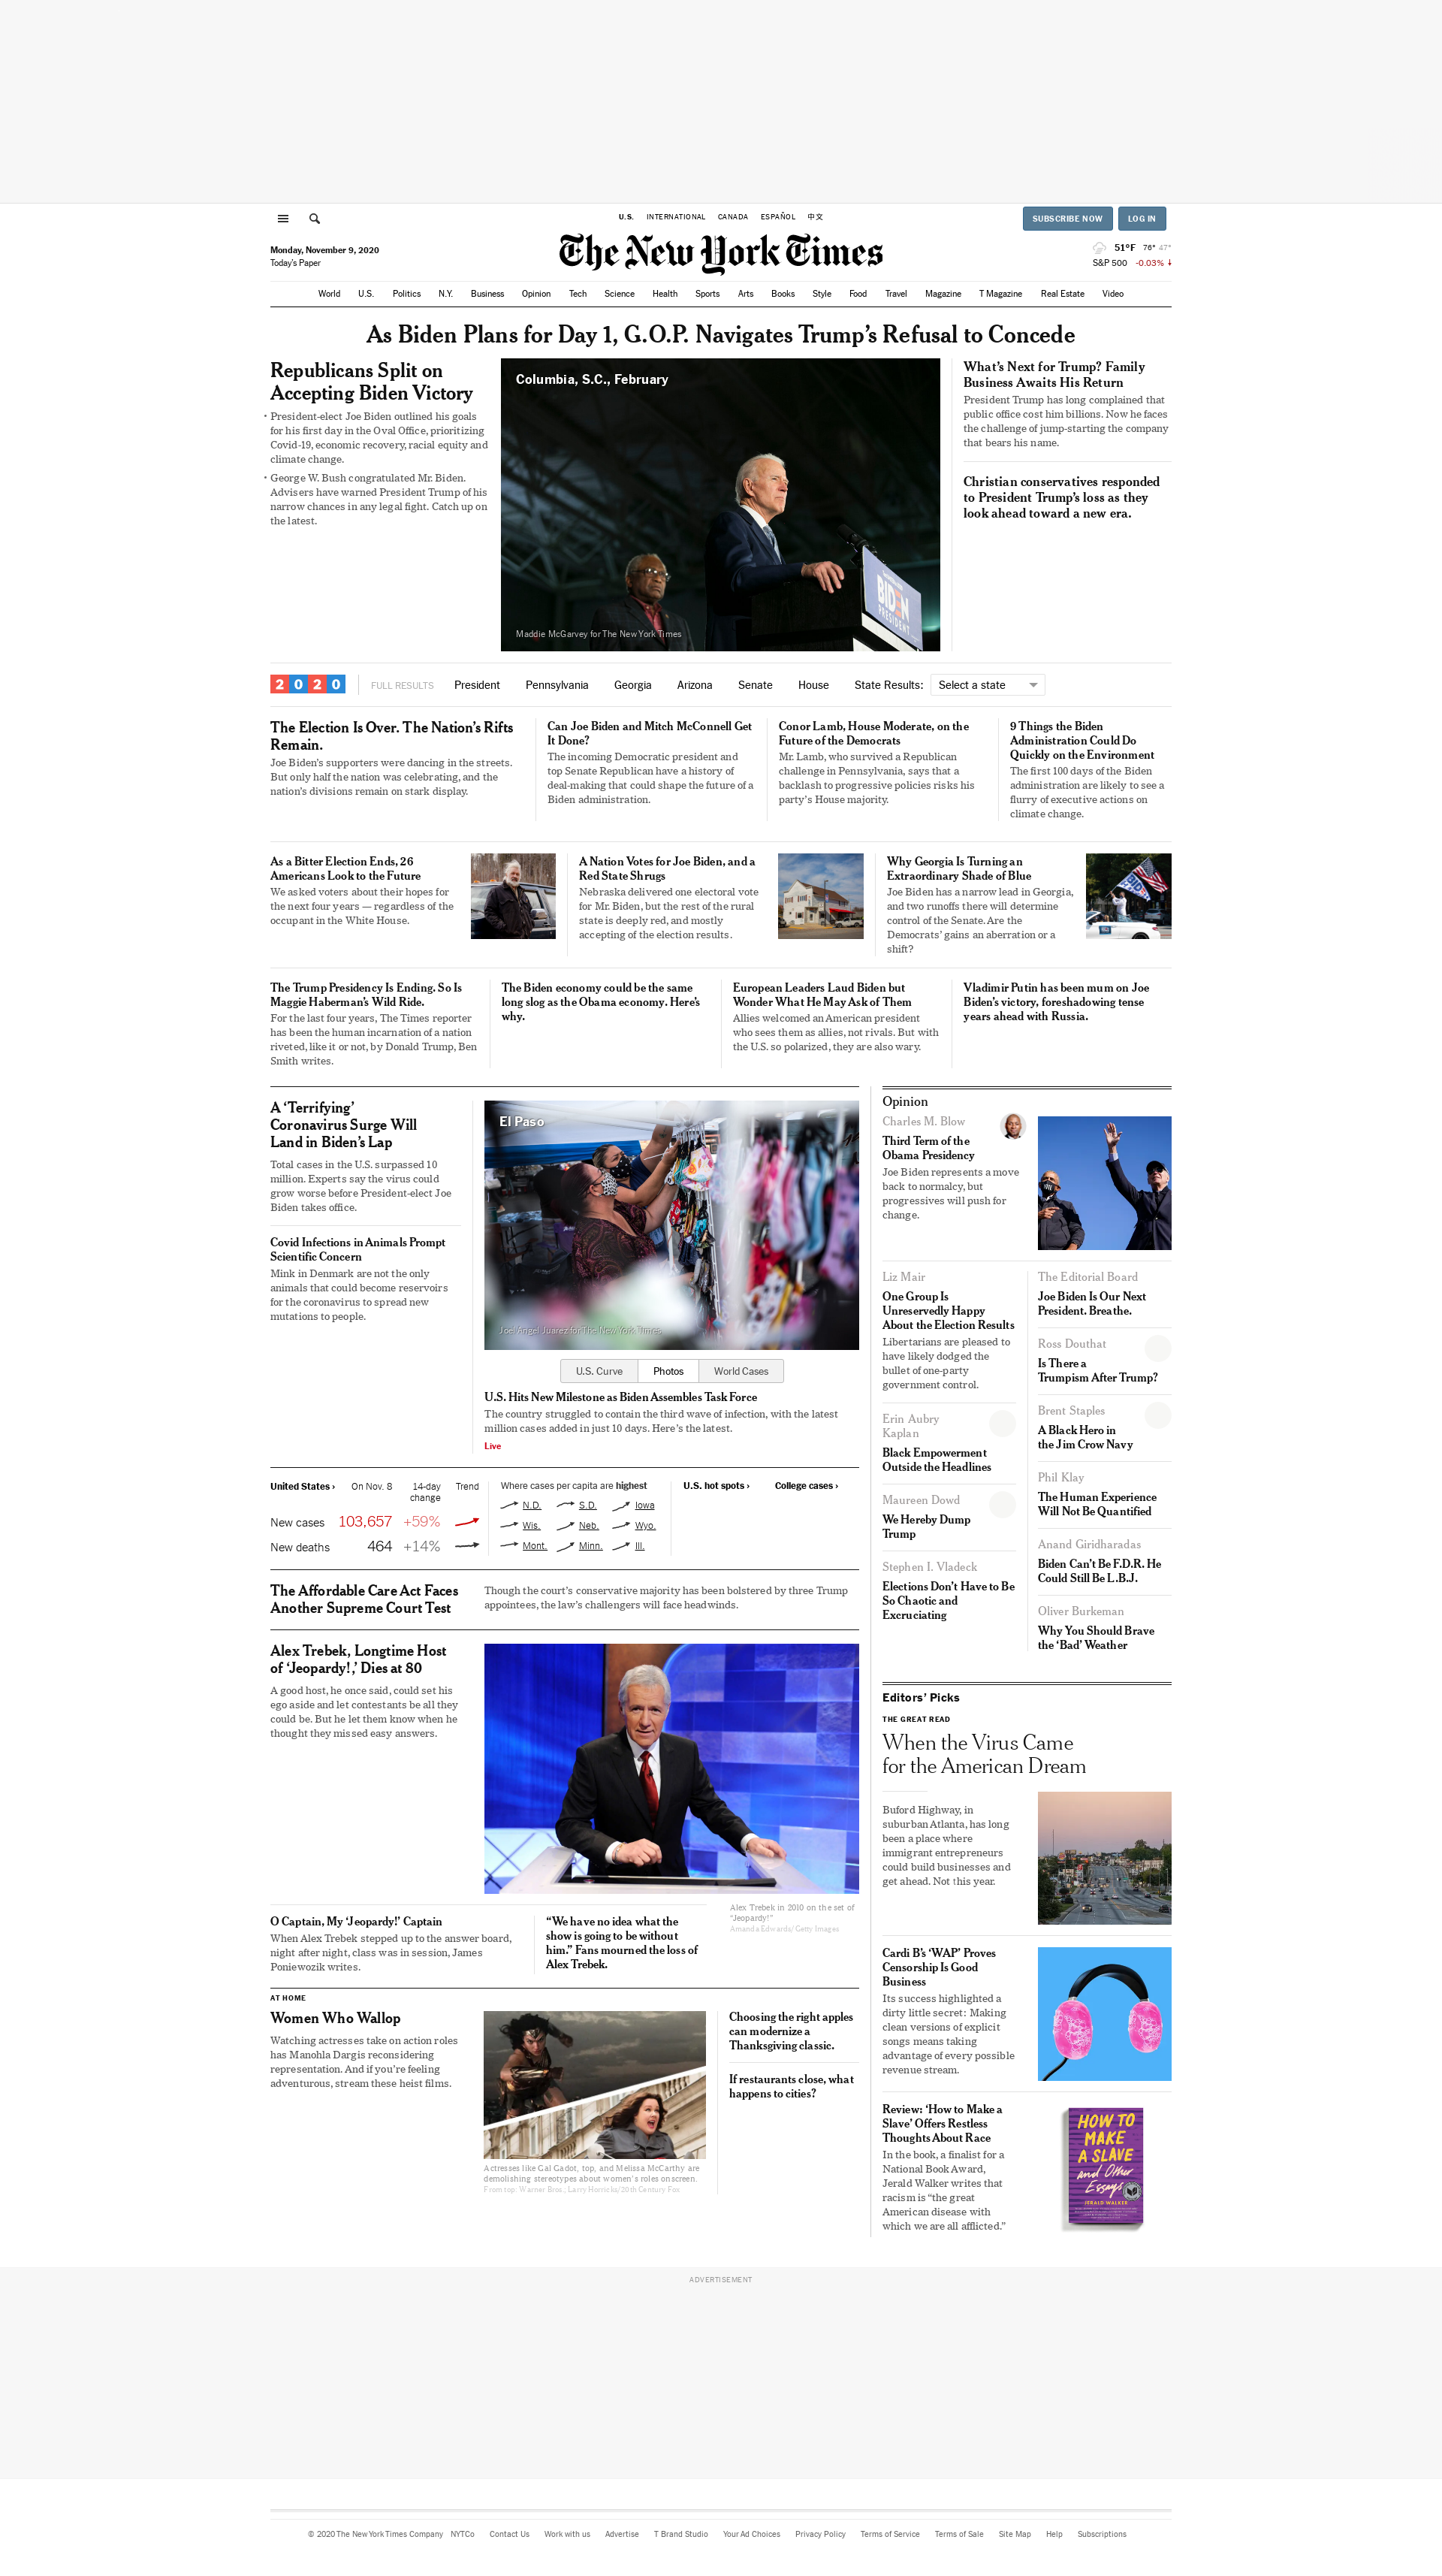 U.S. INTERNATIONAL CANADA ESPAÑOL 中文
SUBSCRIBE NOW LOG IN
Monday, November 9, 2020
Today's Paper
The New York Times
51°F 76° 47°
S&P 500 -0.03%
World U.S. Politics N.Y. Business Opinion Tech Science Health Sports Arts Books Style Food Travel Magazine T Magazine Real Estate Video
As Biden Plans for Day 1, G.O.P. Navigates Trump's Refusal to Concede
Republicans Split on
Accepting Biden Victory
• President-elect Joe Biden outlined his goals
for his first day in the Oval Office, prioritizing
Covid-19, economic recovery, racial equity and
climate change.
• George W. Bush congratulated Mr. Biden.
Advisers have warned President Trump of his
narrow chances in any legal fight. Catch up on
the latest.
Columbia, S.C., February
BIDEN
PRESIDENT
Maddie McGarvey for The New York Times
What's Next for Trump? Family
Business Awaits His Return
President Trump has long complained that
public office cost him billions. Now he faces
the challenge of jump-starting the company
that bears his name.
Christian conservatives responded
to President Trump's loss as they
look ahead toward a new era.
2020 FULL RESULTS President Pennsylvania Georgia Arizona Senate House State Results: Select a state
The Election Is Over. The Nation's Rifts
Remain.
Joe Biden's supporters were dancing in the streets.
But only half the nation was celebrating, and the
nation's divisions remain on stark display.
Can Joe Biden and Mitch McConnell Get
It Done?
The incoming Democratic president and
top Senate Republican have a history of
deal-making that could shape the future of a
Biden administration.
Conor Lamb, House Moderate, on the
Future of the Democrats
Mr. Lamb, who survived a Republican
challenge in Pennsylvania, says that a
backlash to progressive policies risks his
party's House majority.
9 Things the Biden
Administration Could Do
Quickly on the Environment
The first 100 days of the Biden
administration are likely to see a
flurry of executive actions on
climate change.
As a Bitter Election Ends, 26
Americans Look to the Future
We asked voters about their hopes for
the next four years — regardless of the
occupant in the White House.
A Nation Votes for Joe Biden, and a
Red State Shrugs
Nebraska delivered one electoral vote
for Mr. Biden, but the rest of the rural
state is deeply red, and mostly
accepting of the election results.
Why Georgia Is Turning an
Extraordinary Shade of Blue
Joe Biden has a narrow lead in Georgia,
and two runoffs there will determine
control of the Senate. Are the
Democrats' gains an aberration or a
shift?
The Trump Presidency Is Ending. So Is
Maggie Haberman's Wild Ride.
For the last four years, The Times reporter
has been the human incarnation of a nation
riveted, like it or not, by Donald Trump, Ben
Smith writes.
The Biden economy could be the same
long slog as the Obama economy. Here's
why.
European Leaders Laud Biden but
Wonder What He May Ask of Them
Allies welcomed an American president
who sees them as allies, not rivals. But with
the U.S. so polarized, they are also wary.
Vladimir Putin has been mum on Joe
Biden's victory, foreshadowing tense
years ahead with Russia.
A 'Terrifying'
Coronavirus Surge Will
Land in Biden's Lap
Total cases in the U.S. surpassed 10
million. Experts say the virus could
grow worse before President-elect Joe
Biden takes office.
Covid Infections in Animals Prompt
Scientific Concern
Mink in Denmark are not the only
animals that could become reservoirs
for the coronavirus to spread new
mutations to people.
El Paso
Joel Angel Juarez for The New York Times
U.S. Curve Photos World Cases
U.S. Hits New Milestone as Biden Assembles Task Force
The country struggled to contain the third wave of infection, with the latest
million cases added in just 10 days. Here's the latest.
Live
United States › On Nov. 8 14-day change Trend
New cases 103,657 +59%
New deaths 464 +14%
Where cases per capita are highest
N.D. S.D. Iowa
Wis. Neb. Wyo.
Mont. Minn. Ill.
U.S. hot spots › College cases ›
The Affordable Care Act Faces
Another Supreme Court Test
Though the court's conservative majority has been bolstered by three Trump
appointees, the law's challengers will face headwinds.
Alex Trebek, Longtime Host
of 'Jeopardy!,' Dies at 80
A good host, he once said, could set his
ego aside and let contestants be all they
could be. But he let them know when he
thought they missed easy answers.
Alex Trebek in 2010 on the set of
"Jeopardy!"
Amanda Edwards/Getty Images
O Captain, My 'Jeopardy!' Captain
When Alex Trebek stepped up to the answer board,
night after night, class was in session, James
Poniewozik writes.
"We have no idea what the
show is going to be without
him." Fans mourned the loss of
Alex Trebek.
AT HOME
Women Who Wallop
Watching actresses take on action roles
has Manohla Dargis reconsidering
representation. And if you're feeling
adventurous, stream these heist films.
Actresses like Gal Gadot, top, and Melissa McCarthy are
demolishing stereotypes about women's roles onscreen.
From top: Warner Bros.; Larry Horricks/20th Century Fox
Choosing the right apples
can modernize a
Thanksgiving classic.
If restaurants close, what
happens to cities?
Opinion
Charles M. Blow
Third Term of the
Obama Presidency
Joe Biden represents a move
back to normalcy, but
progressives will push for
change.
Liz Mair
One Group Is
Unreservedly Happy
About the Election Results
Libertarians are pleased to
have likely dodged the
bullet of one-party
government control.
Erin Aubry
Kaplan
Black Empowerment
Outside the Headlines
Maureen Dowd
We Hereby Dump
Trump
Stephen I. Vladeck
Elections Don't Have to Be
So Chaotic and
Excruciating
The Editorial Board
Joe Biden Is Our Next
President. Breathe.
Ross Douthat
Is There a
Trumpism After Trump?
Brent Staples
A Black Hero in
the Jim Crow Navy
Phil Klay
The Human Experience
Will Not Be Quantified
Anand Giridharadas
Biden Can't Be F.D.R. He
Could Still Be L.B.J.
Oliver Burkeman
Why You Should Brave
the 'Bad' Weather
Editors' Picks
THE GREAT READ
When the Virus Came
for the American Dream
Buford Highway, in
suburban Atlanta, has long
been a place where
immigrant entrepreneurs
could build businesses and
get ahead. Not this year.
Cardi B's 'WAP' Proves
Censorship Is Good
Business
Its success highlighted a
dirty little secret: Making
clean versions of explicit
songs means taking
advantage of every possible
revenue stream.
Review: 'How to Make a
Slave' Offers Restless
Thoughts About Race
In the book, a finalist for a
National Book Award,
Jerald Walker writes that
racism is "the great
American disease with
which we are all afflicted."
HOW TO
MAKE
A SLAVE
and Other
Essays
JERALD WALKER
ADVERTISEMENT
© 2020 The New York Times Company NYTCo Contact Us Work with us Advertise T Brand Studio Your Ad Choices Privacy Policy Terms of Service Terms of Sale Site Map Help Subscriptions